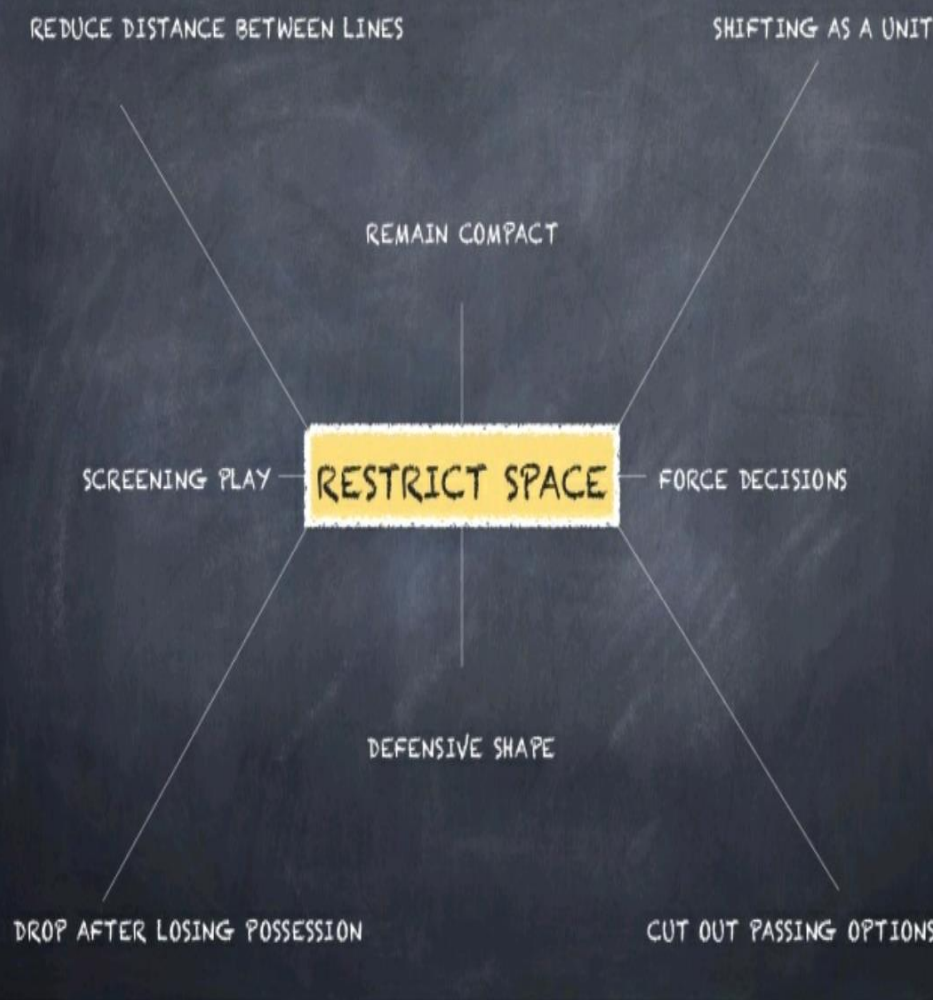 REDUCE DISTANCE BETWEEN LINES
SHIFTING AS A UNIT
REMAIN COMPACT
SCREENING PLAY
RESTRICT SPACE
FORCE DECISIONS
DEFENSIVE SHAPE
DROP AFTER LOSING POSSESSION
CUT OUT PASSING OPTIONS